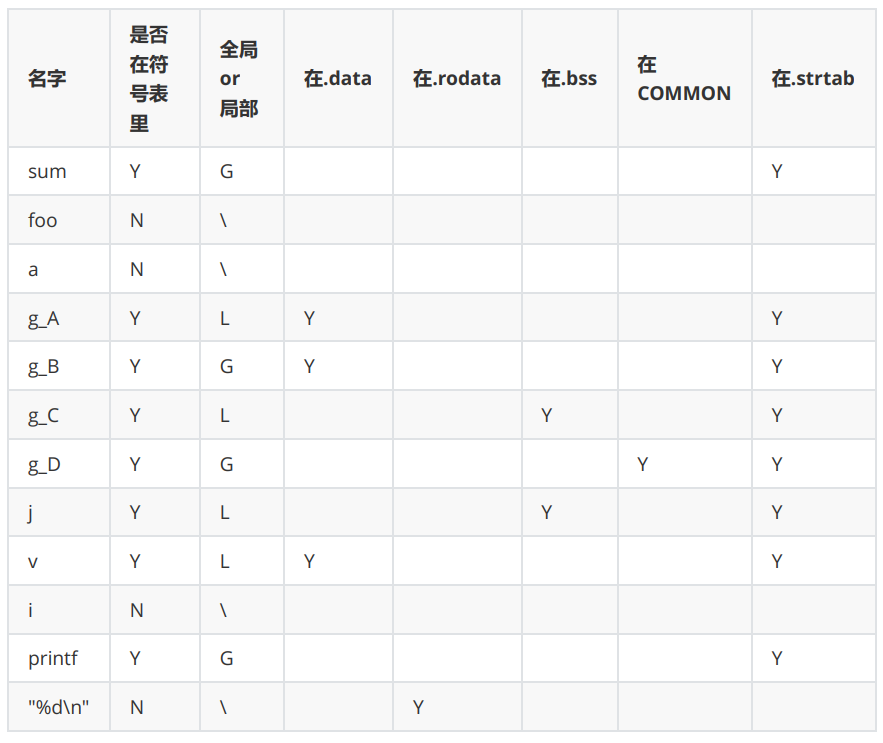 名字 是否在符号表里 全局 or 局部 在.data 在.rodata 在.bss 在 COMMON 在.strtab
sum Y G Y
foo N \
a N \
g_A Y L Y Y
g_B Y G Y Y
g_C Y L Y Y
g_D Y G Y Y
j Y L Y Y
v Y L Y Y
i N \
printf Y G Y
"%d\n" N \ Y